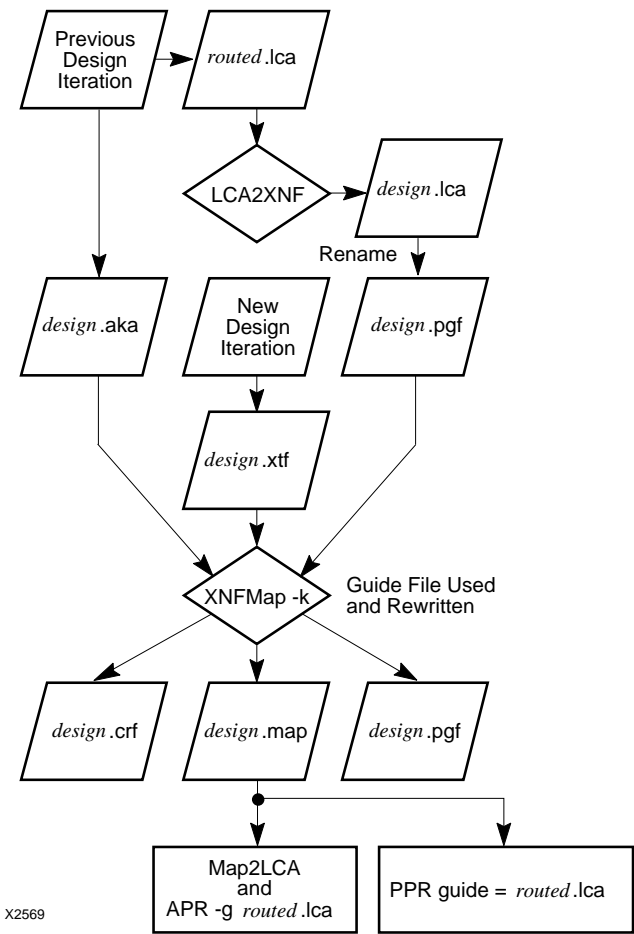 Previous
Design
Iteration
routed.lca
LCA2XNF
design.lca
Rename
design.aka
New
Design
Iteration
design.pgf
design.xtf
XNFMap -k
Guide File Used
and Rewritten
design.crf
design.map
design.pgf
Map2LCA
and
APR -g routed.lca
PPR guide = routed.lca
X2569